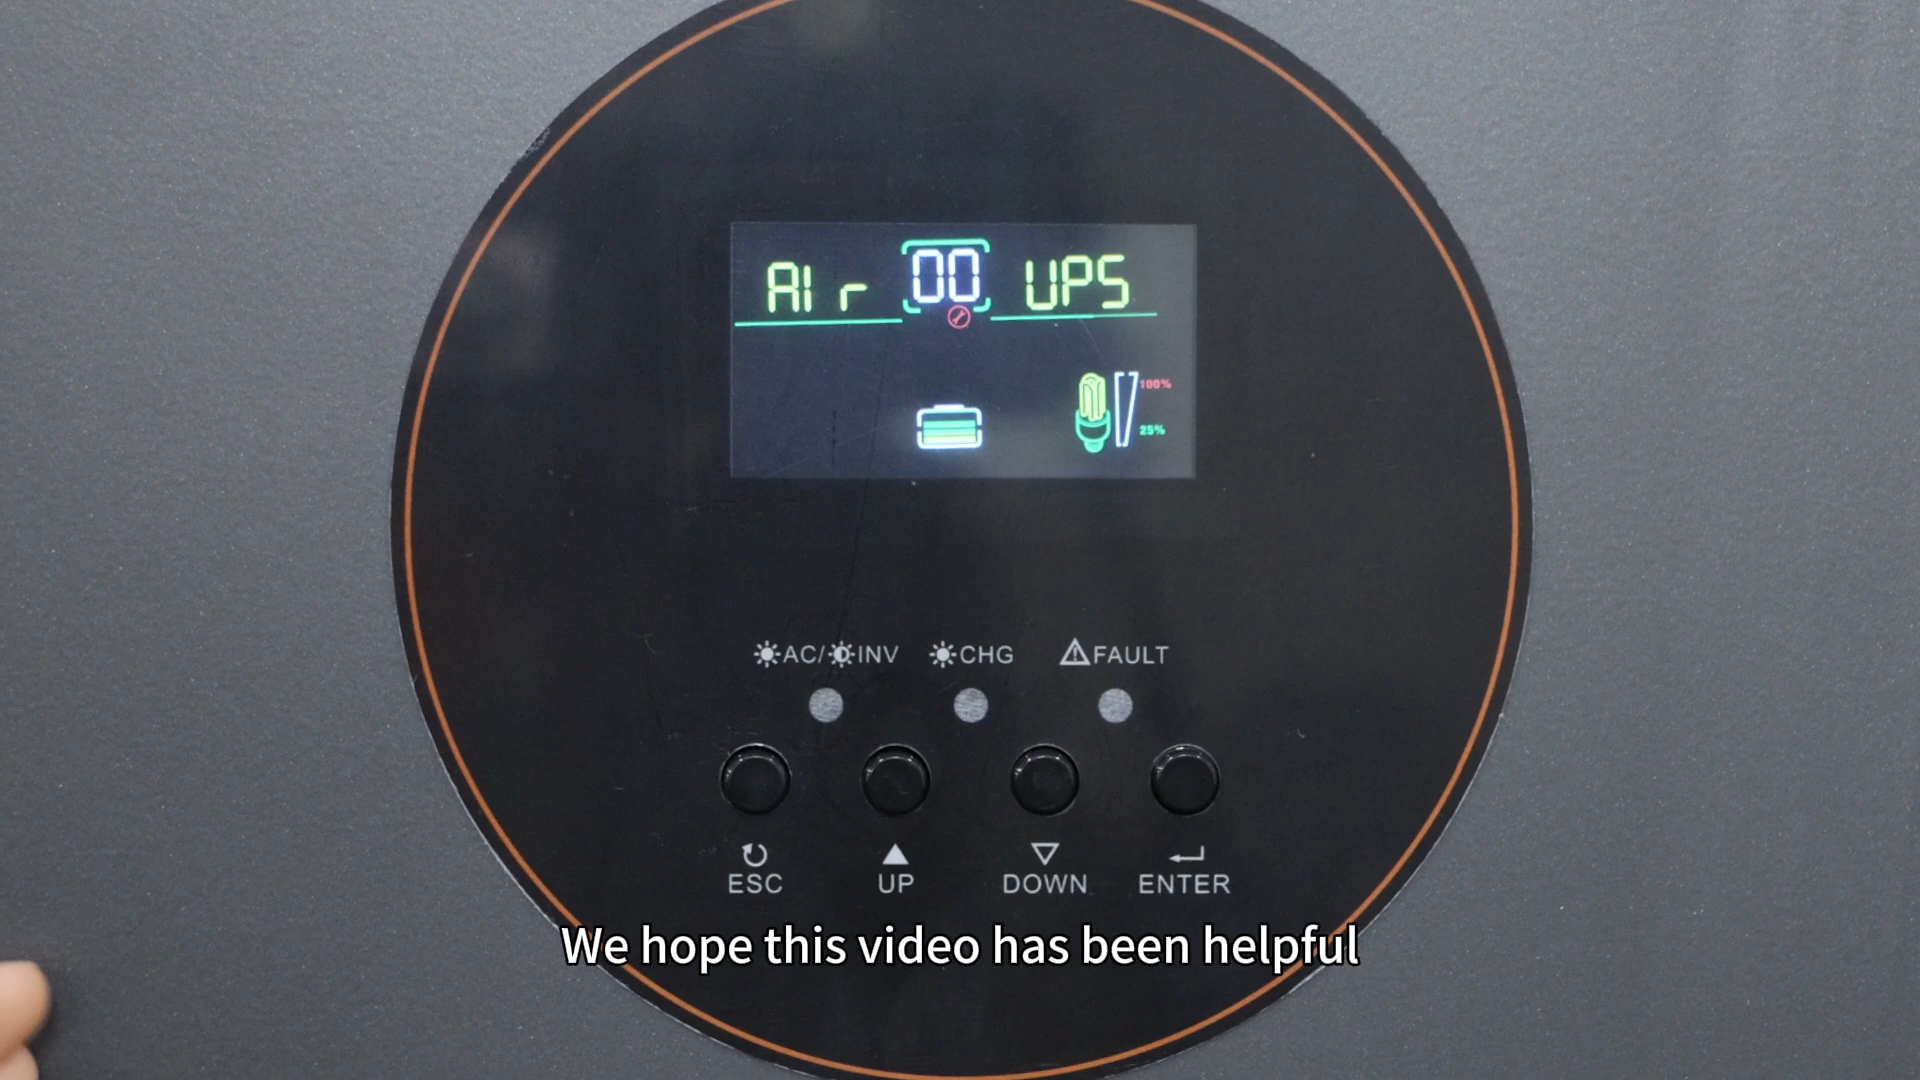 AIr 00 UPS
100%
25%
AC/ INV CHG FAULT
ESC UP DOWN ENTER
We hope this video has been helpful